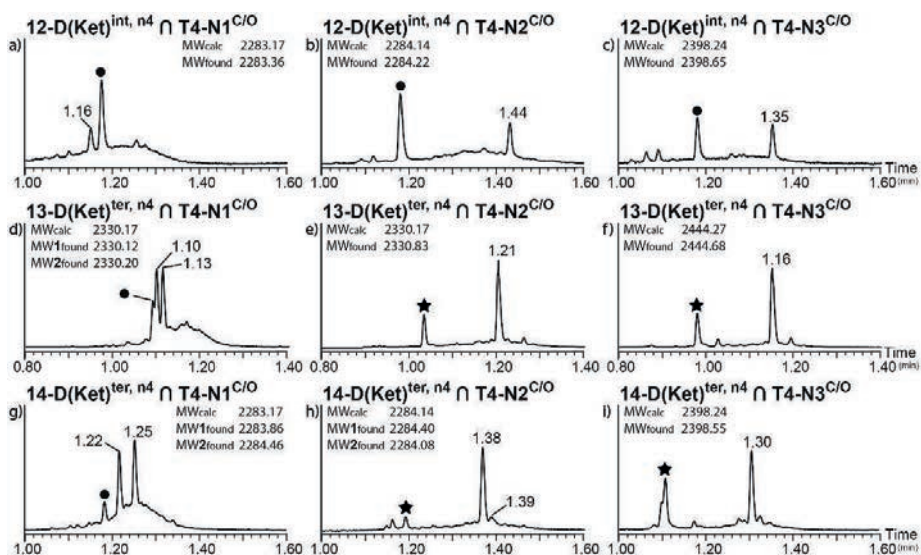 12-D(Ket)int, n4 ∩ T4-N1C/O
a)
MWcalc 2283.17
MWfound 2283.36
1.16
1.00 1.20 1.40 1.60
12-D(Ket)int, n4 ∩ T4-N2C/O
b)
MWcalc 2284.14
MWfound 2284.22
1.44
1.00 1.20 1.40 1.60
12-D(Ket)int, n4 ∩ T4-N3C/O
c)
MWcalc 2398.24
MWfound 2398.65
1.35
Time
1.00 1.20 1.40 1.60 (min)
13-D(Ket)ter, n4 ∩ T4-N1C/O
d)
MWcalc 2330.17
MW1found 2330.12
MW2found 2330.20
1.10
1.13
0.80 1.00 1.20 1.40
13-D(Ket)ter, n4 ∩ T4-N2C/O
e)
MWcalc 2330.17
MWfound 2330.83
1.21
0.80 1.00 1.20 1.40
13-D(Ket)ter, n4 ∩ T4-N3C/O
f)
MWcalc 2444.27
MWfound 2444.68
1.16
Time
0.80 1.00 1.20 1.40 (min)
14-D(Ket)ter, n4 ∩ T4-N1C/O
g)
MWcalc 2283.17
MW1found 2283.86
MW2found 2284.46
1.22
1.25
1.00 1.20 1.40 1.60
14-D(Ket)ter, n4 ∩ T4-N2C/O
h)
MWcalc 2284.14
MW1found 2284.40
MW2found 2284.08
1.38
1.39
1.00 1.20 1.40 1.60
14-D(Ket)ter, n4 ∩ T4-N3C/O
i)
MWcalc 2398.24
MWfound 2398.55
1.30
Time
1.00 1.20 1.40 1.60 (min)